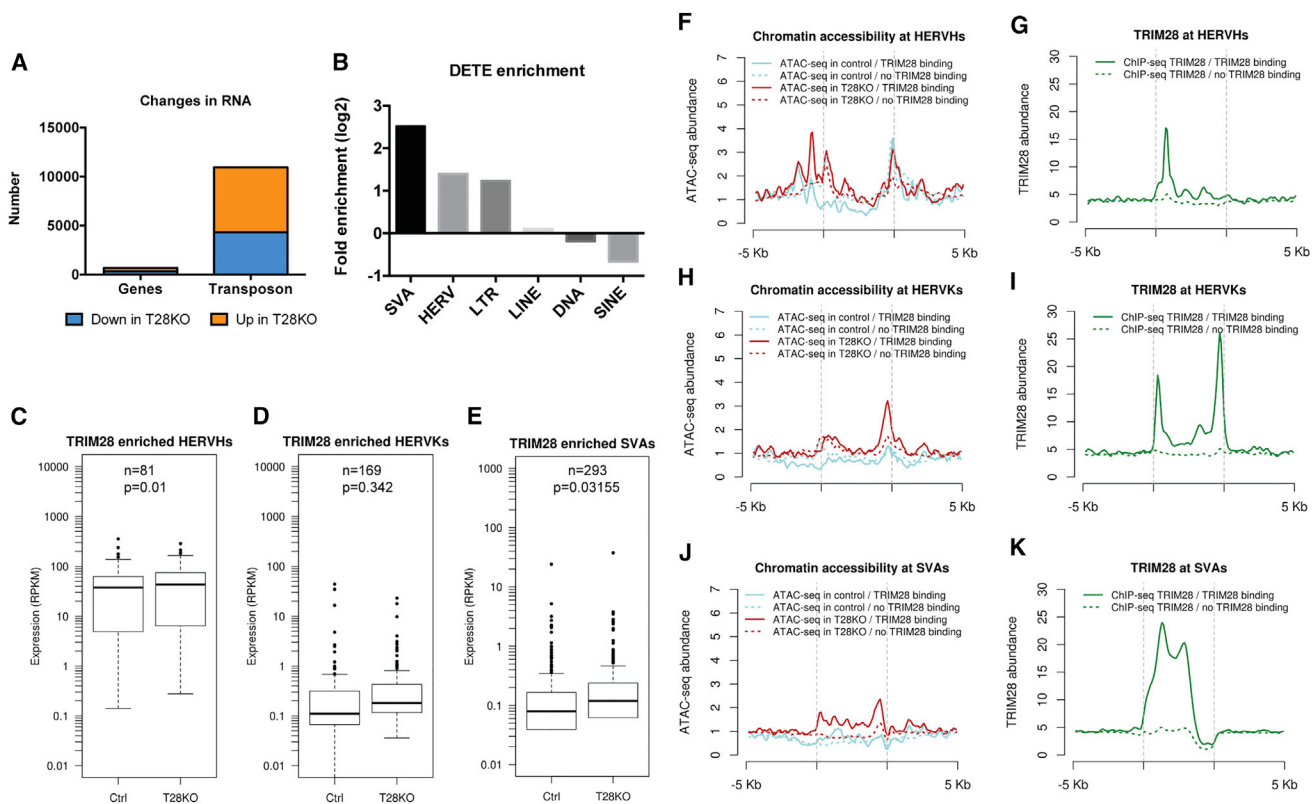 A
Changes in RNA
Number
15000
10000
5000
0
Genes
Transposon
Down in T28KO
Up in T28KO
B
DETE enrichment
Fold enrichment (log2)
3
2
1
0
-1
SVA
HERV
LTR
LINE
DNA
SINE
C
TRIM28 enriched HERVHs
n=81
p=0.01
Expression (RPKM)
10000
1000
100
10
1
0.1
0.01
Ctrl
T28KO
D
TRIM28 enriched HERVKs
n=169
p=0.342
Expression (RPKM)
10000
1000
100
10
1
0.1
0.01
Ctrl
T28KO
E
TRIM28 enriched SVAs
n=293
p=0.03155
Expression (RPKM)
1000
100
10
1
0.1
0.01
Ctrl
T28KO
F
Chromatin accessibility at HERVHs
ATAC-seq in control / TRIM28 binding
ATAC-seq in control / no TRIM28 binding
ATAC-seq in T28KO / TRIM28 binding
ATAC-seq in T28KO / no TRIM28 binding
ATAC-seq abundance
7
6
5
4
3
2
1
0
-5 Kb
5 Kb
G
TRIM28 at HERVHs
ChIP-seq TRIM28 / TRIM28 binding
ChIP-seq TRIM28 / no TRIM28 binding
TRIM28 abundance
30
25
20
15
10
5
0
-5 Kb
5 Kb
H
Chromatin accessibility at HERVKs
ATAC-seq in control / TRIM28 binding
ATAC-seq in control / no TRIM28 binding
ATAC-seq in T28KO / TRIM28 binding
ATAC-seq in T28KO / no TRIM28 binding
ATAC-seq abundance
7
6
5
4
3
2
1
0
-5 Kb
5 Kb
I
TRIM28 at HERVKs
ChIP-seq TRIM28 / TRIM28 binding
ChIP-seq TRIM28 / no TRIM28 binding
TRIM28 abundance
30
25
20
15
10
5
0
-5 Kb
5 Kb
J
Chromatin accessibility at SVAs
ATAC-seq in control / TRIM28 binding
ATAC-seq in control / no TRIM28 binding
ATAC-seq in T28KO / TRIM28 binding
ATAC-seq in T28KO / no TRIM28 binding
ATAC-seq abundance
7
6
5
4
3
2
1
0
-5 Kb
5 Kb
K
TRIM28 at SVAs
ChIP-seq TRIM28 / TRIM28 binding
ChIP-seq TRIM28 / no TRIM28 binding
TRIM28 abundance
30
25
20
15
10
5
0
-5 Kb
5 Kb